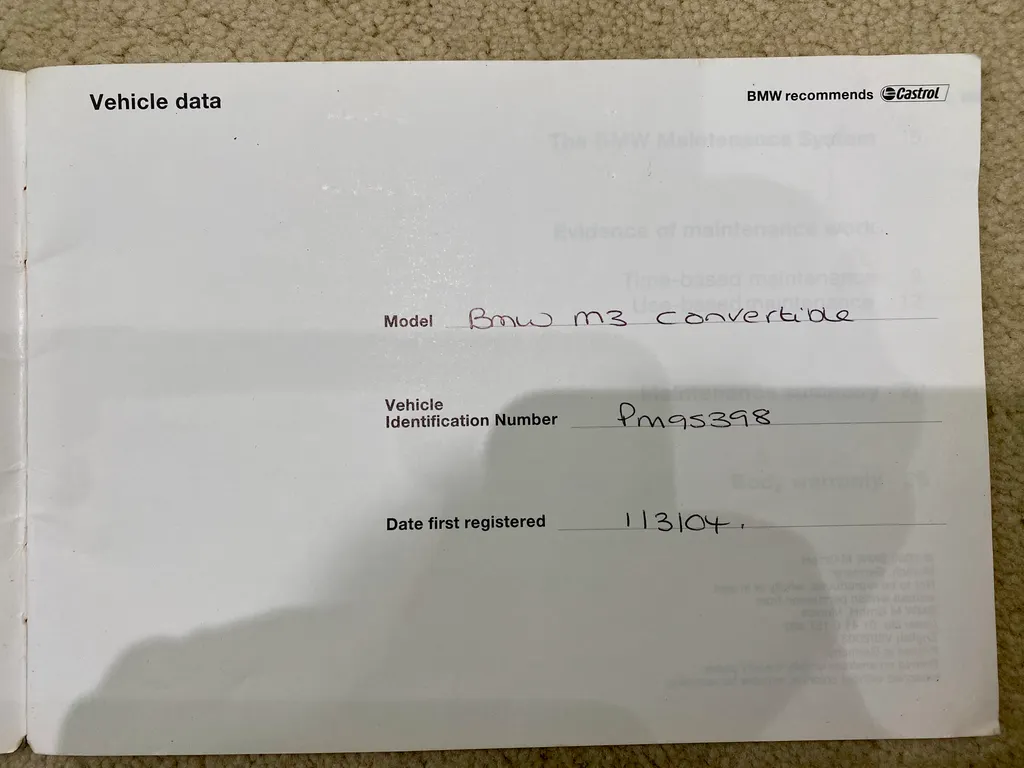 Vehicle data
BMW recommends Castrol
Model Bmw m3 convertible
Vehicle
Identification Number Pm95398
Date first registered 1/3/04.